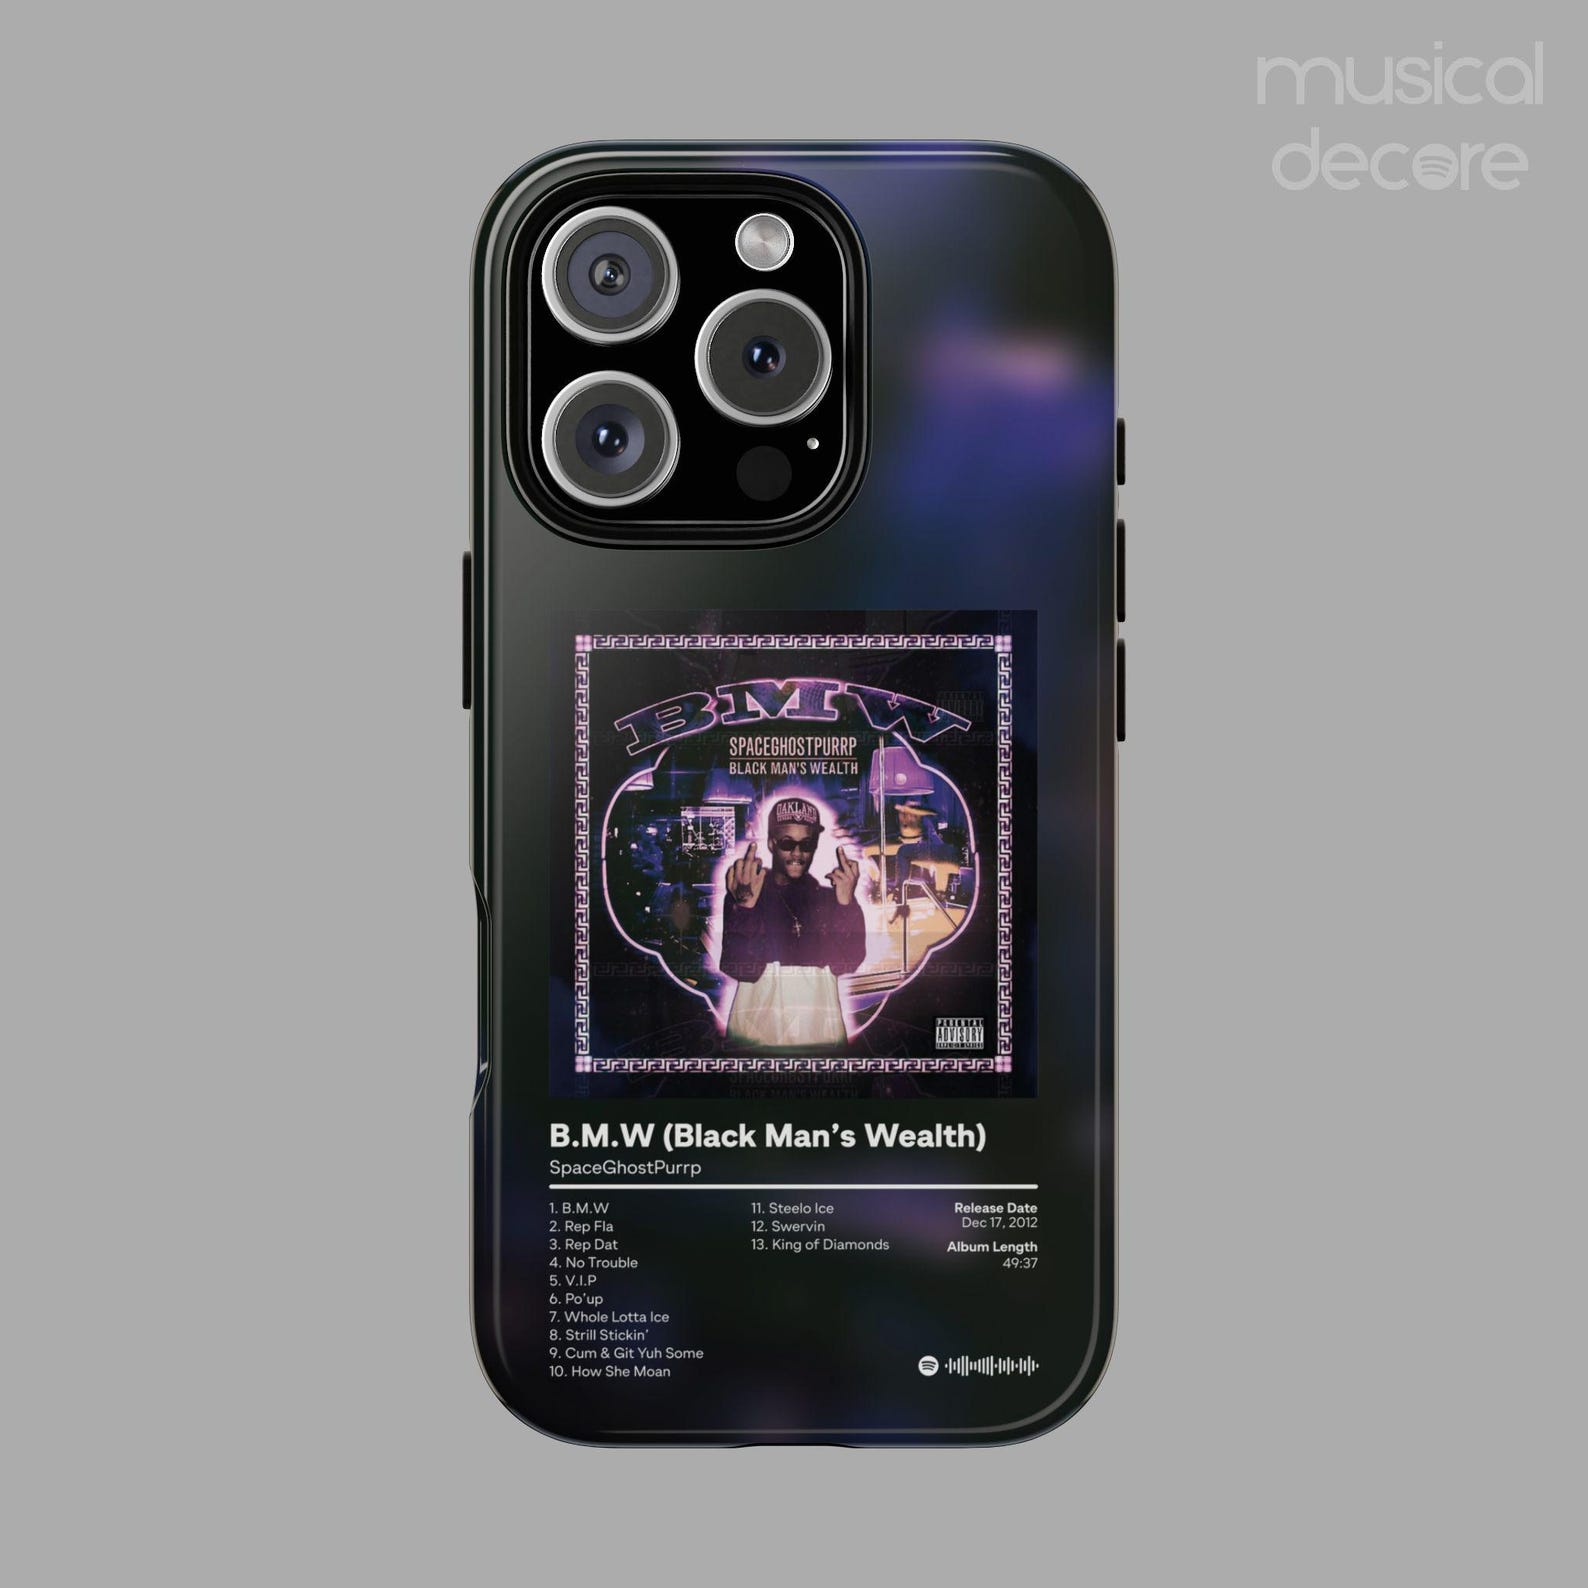 musical
decore
BMW
SPACEGHOSTPURRP
BLACK MAN'S WEALTH
OAKLAND
PARENTAL
ADVISORY
EXPLICIT LYRICS
B.M.W (Black Man’s Wealth)
SpaceGhostPurrp
1. B.M.W
2. Rep Fla
3. Rep Dat
4. No Trouble
5. V.I.P
6. Po’up
7. Whole Lotta Ice
8. Strill Stickin’
9. Cum & Git Yuh Some
10. How She Moan
11. Steelo Ice
12. Swervin
13. King of Diamonds
Release Date
Dec 17, 2012
Album Length
49:37